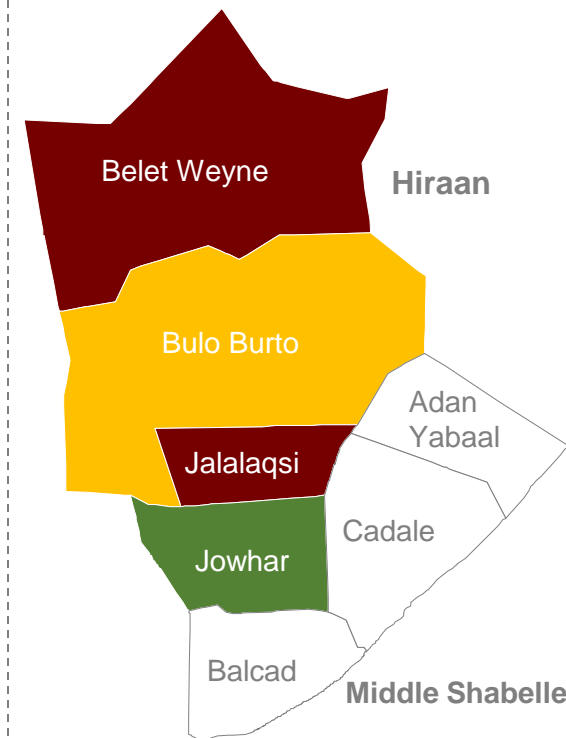 Belet Weyne
Hiraan
Bulo Burto
Adan
Yabaal
Jalalaqsi
Cadale
Jowhar
Balcad
Middle Shabelle